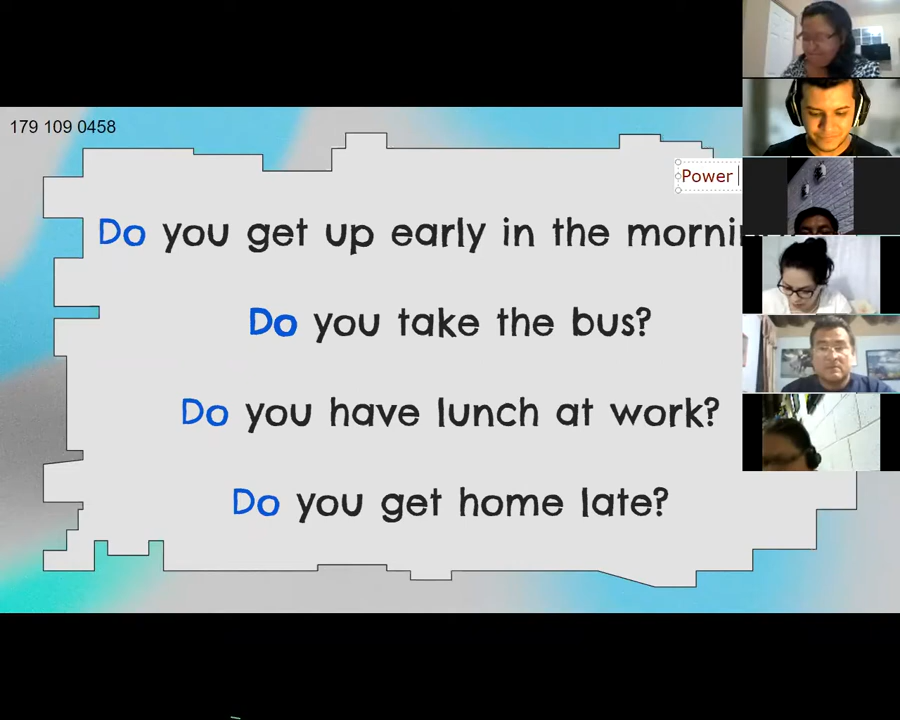 179 109 0458
Power
Do you get up early in the
Do you take the bus?
Do you have lunch at work?
Do you get home late?